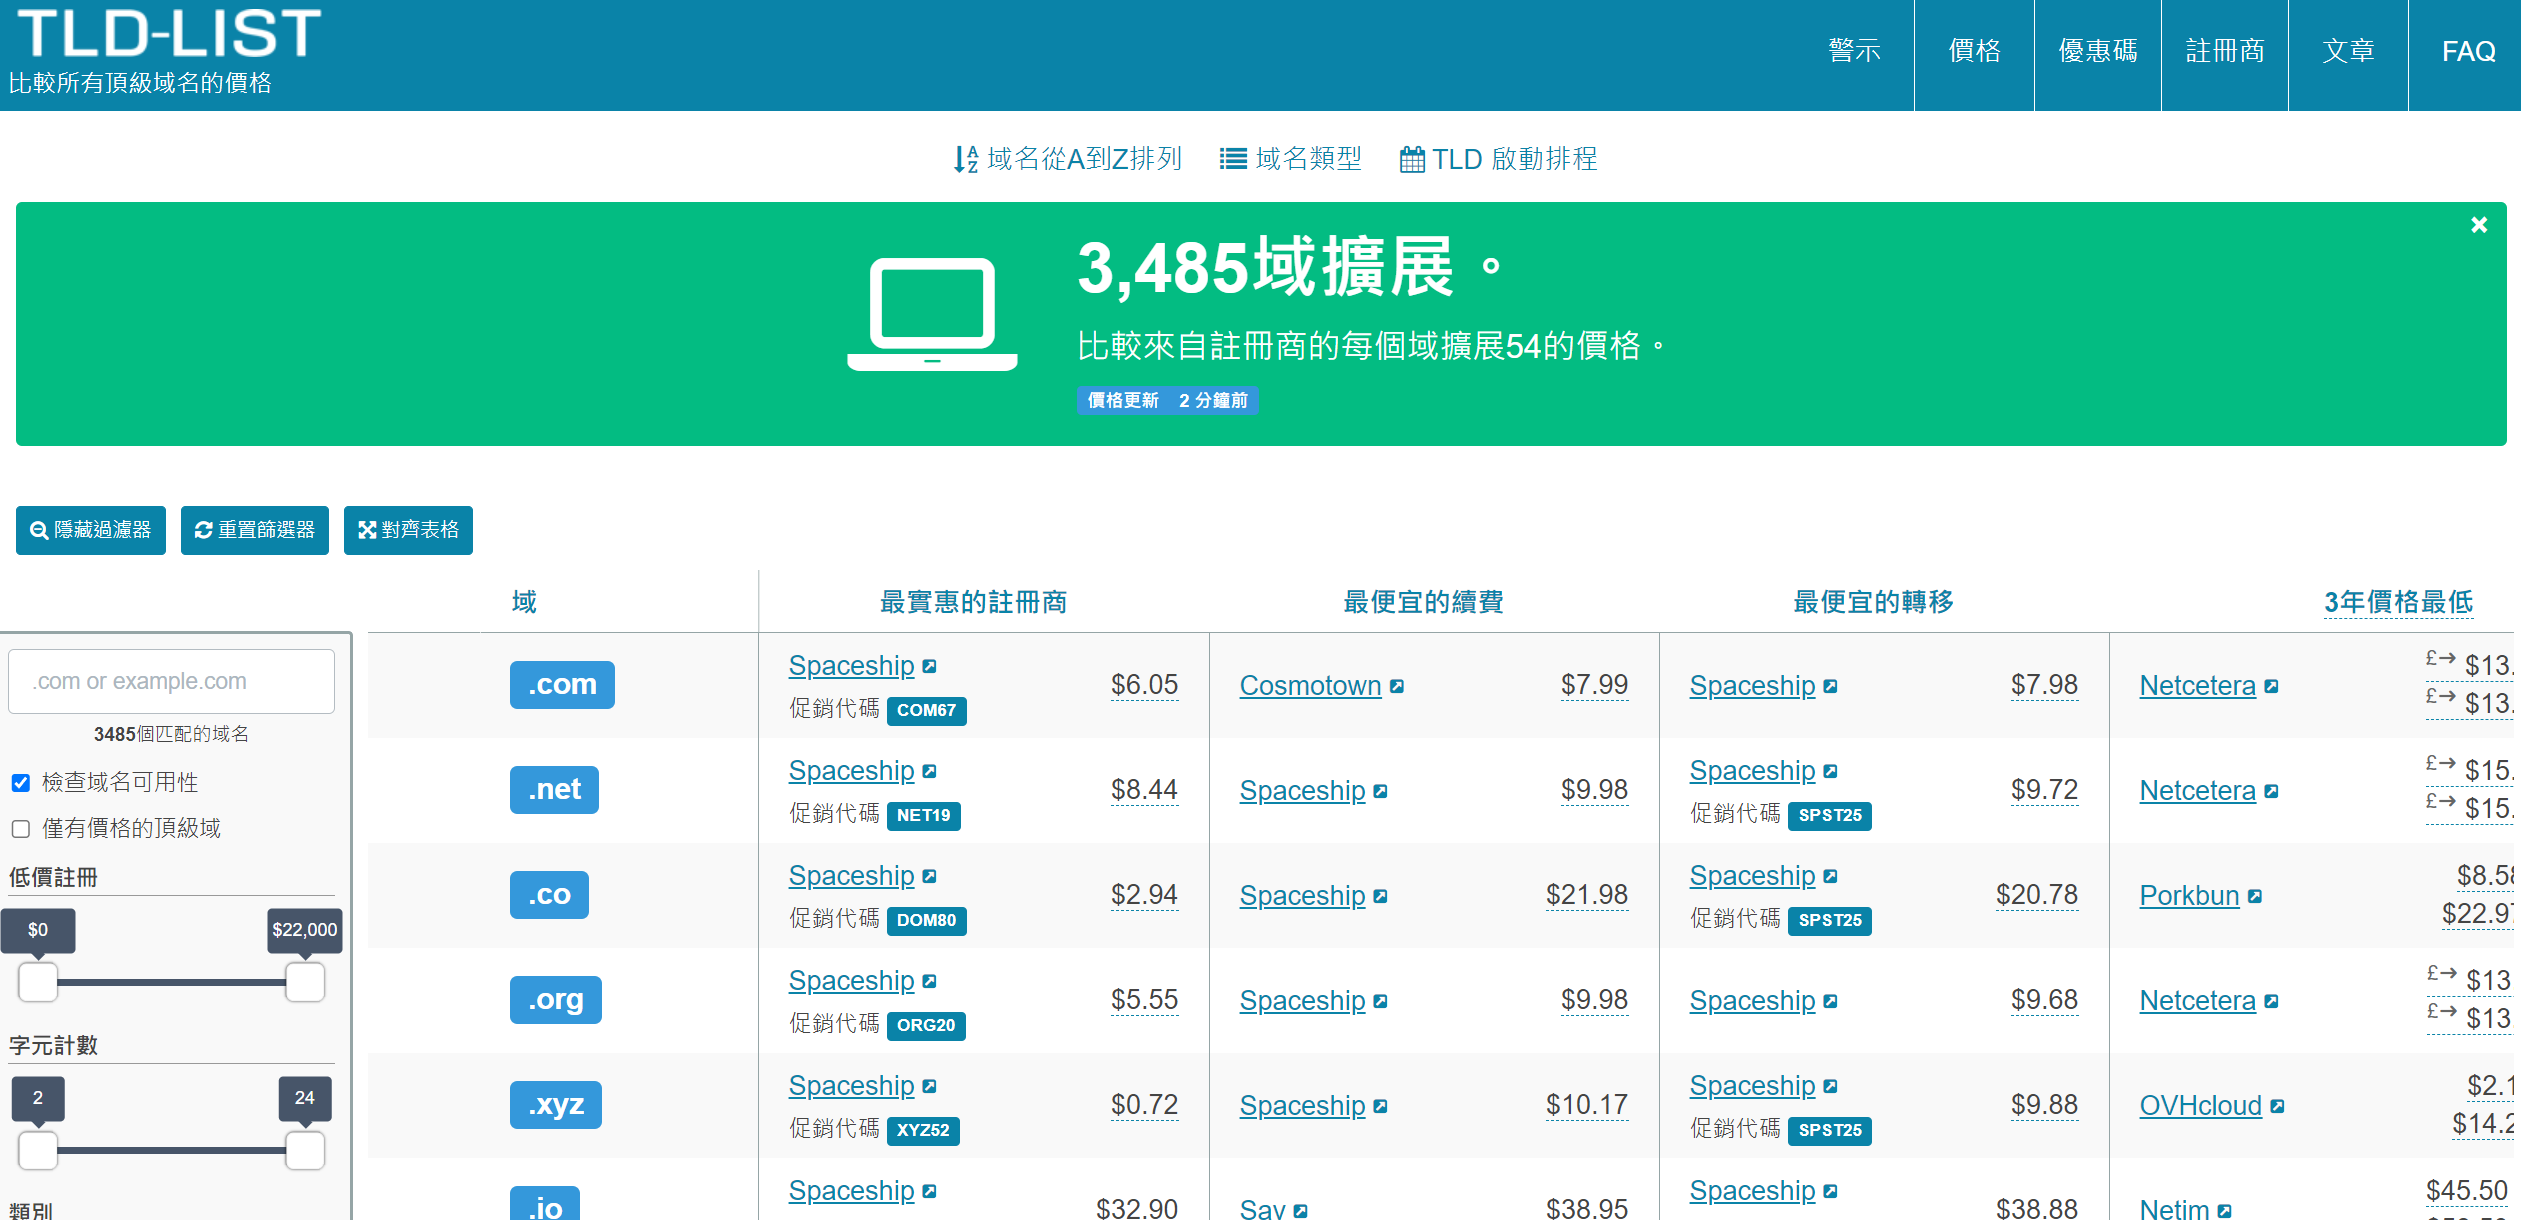 TLD-LIST
比較所有頂級域名的價格
警示 價格 優惠碼 註冊商 文章 FAQ
域名從A到Z排列 域名類型 TLD 啟動排程
3,485域擴展。
比較來自註冊商的每個域擴展54的價格。
價格更新 2 分鐘前
隱藏過濾器 重置篩選器 對齊表格
域 最實惠的註冊商 最便宜的續費 最便宜的轉移 3年價格最低
.com or example.com
3485個匹配的域名
檢查域名可用性
僅有價格的頂級域
低價註冊
$0 $22,000
字元計數
2 24
類別
.com
Spaceship $6.05
促銷代碼 COM67
Cosmotown $7.99
Spaceship $7.98
Netcetera
£→ $13.
£→ $13.
.net
Spaceship $8.44
促銷代碼 NET19
Spaceship $9.98
Spaceship $9.72
促銷代碼 SPST25
Netcetera
£→ $15.
£→ $15.
.co
Spaceship $2.94
促銷代碼 DOM80
Spaceship $21.98
Spaceship $20.78
促銷代碼 SPST25
Porkbun
$8.58
$22.97
.org
Spaceship $5.55
促銷代碼 ORG20
Spaceship $9.98
Spaceship $9.68
Netcetera
£→ $13
£→ $13
.xyz
Spaceship $0.72
促銷代碼 XYZ52
Spaceship $10.17
Spaceship $9.88
促銷代碼 SPST25
OVHcloud
$2.1
$14.2
.io
Spaceship $32.90
Sav $38.95
Spaceship $38.88
Netim
$45.50